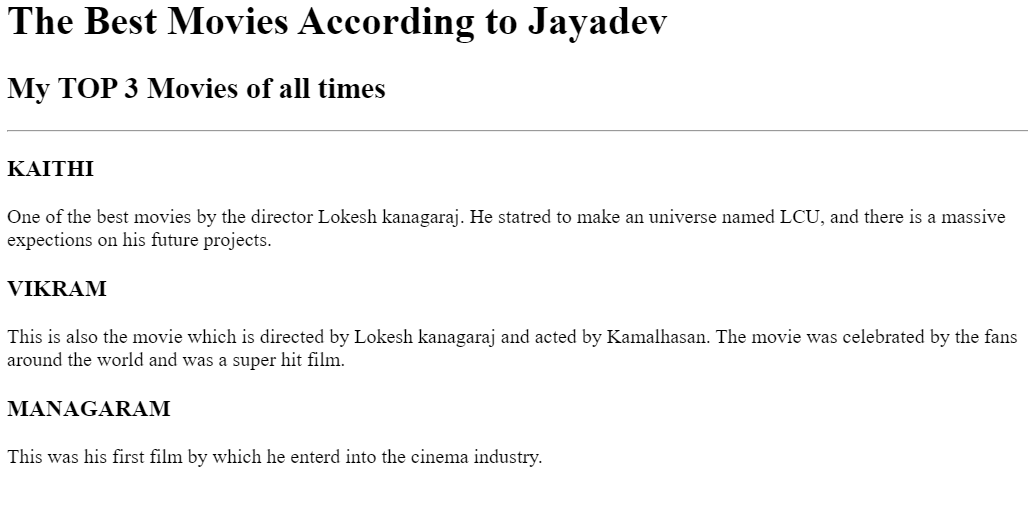 The Best Movies According to Jayadev
My TOP 3 Movies of all times
KAITHI
One of the best movies by the director Lokesh kanagaraj. He statred to make an universe named LCU, and there is a massive
expections on his future projects.
VIKRAM
This is also the movie which is directed by Lokesh kanagaraj and acted by Kamalhasan. The movie was celebrated by the fans
around the world and was a super hit film.
MANAGARAM
This was his first film by which he enterd into the cinema industry.